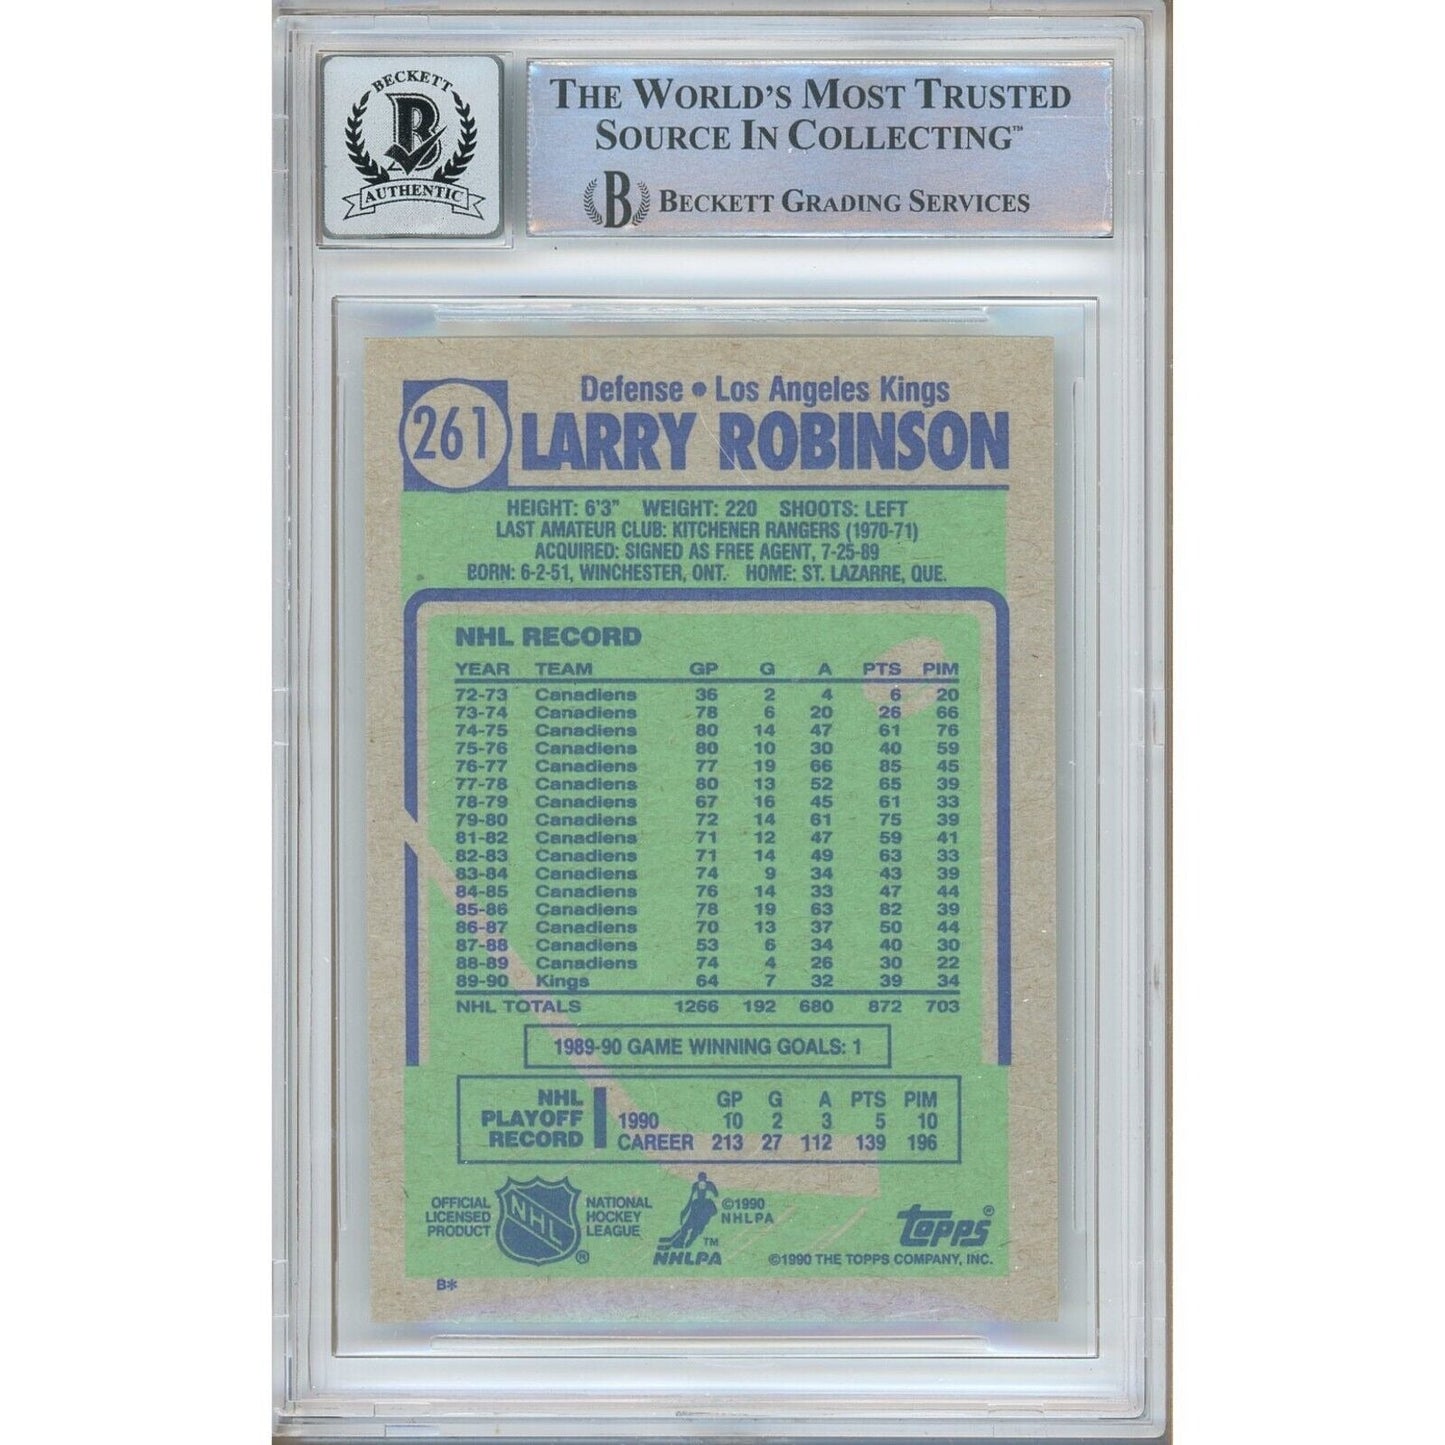 BECKETT
B
AUTHENTIC
THE WORLD'S MOST TRUSTED
SOURCE IN COLLECTING™
B BECKETT GRADING SERVICES
261
Defense • Los Angeles Kings
LARRY ROBINSON
HEIGHT: 6'3" WEIGHT: 220 SHOOTS: LEFT
LAST AMATEUR CLUB: KITCHENER RANGERS (1970-71)
ACQUIRED: SIGNED AS FREE AGENT, 7-25-89
BORN: 6-2-51, WINCHESTER, ONT. HOME: ST. LAZARRE, QUE.
NHL RECORD
YEAR TEAM GP G A PTS PIM
72-73 Canadiens 36 2 4 6 20
73-74 Canadiens 78 6 20 26 66
74-75 Canadiens 80 14 47 61 76
75-76 Canadiens 80 10 30 40 59
76-77 Canadiens 77 19 66 85 45
77-78 Canadiens 80 13 52 65 39
78-79 Canadiens 67 16 45 61 33
79-80 Canadiens 72 14 61 75 39
81-82 Canadiens 71 12 47 59 41
82-83 Canadiens 71 14 49 63 33
83-84 Canadiens 74 9 34 43 39
84-85 Canadiens 76 14 33 47 44
85-86 Canadiens 78 19 63 82 39
86-87 Canadiens 70 13 37 50 44
87-88 Canadiens 53 6 34 40 30
88-89 Canadiens 74 4 26 30 22
89-90 Kings 64 7 32 39 34
NHL TOTALS 1266 192 680 872 703
1989-90 GAME WINNING GOALS: 1
NHL
PLAYOFF
RECORD
GP G A PTS PIM
1990 10 2 3 5 10
CAREER 213 27 112 139 196
OFFICIAL
LICENSED
PRODUCT
NHL
®
NATIONAL
HOCKEY
LEAGUE
™
NHLPA
©1990
NHLPA
topps®
©1990 THE TOPPS COMPANY, INC.
B*